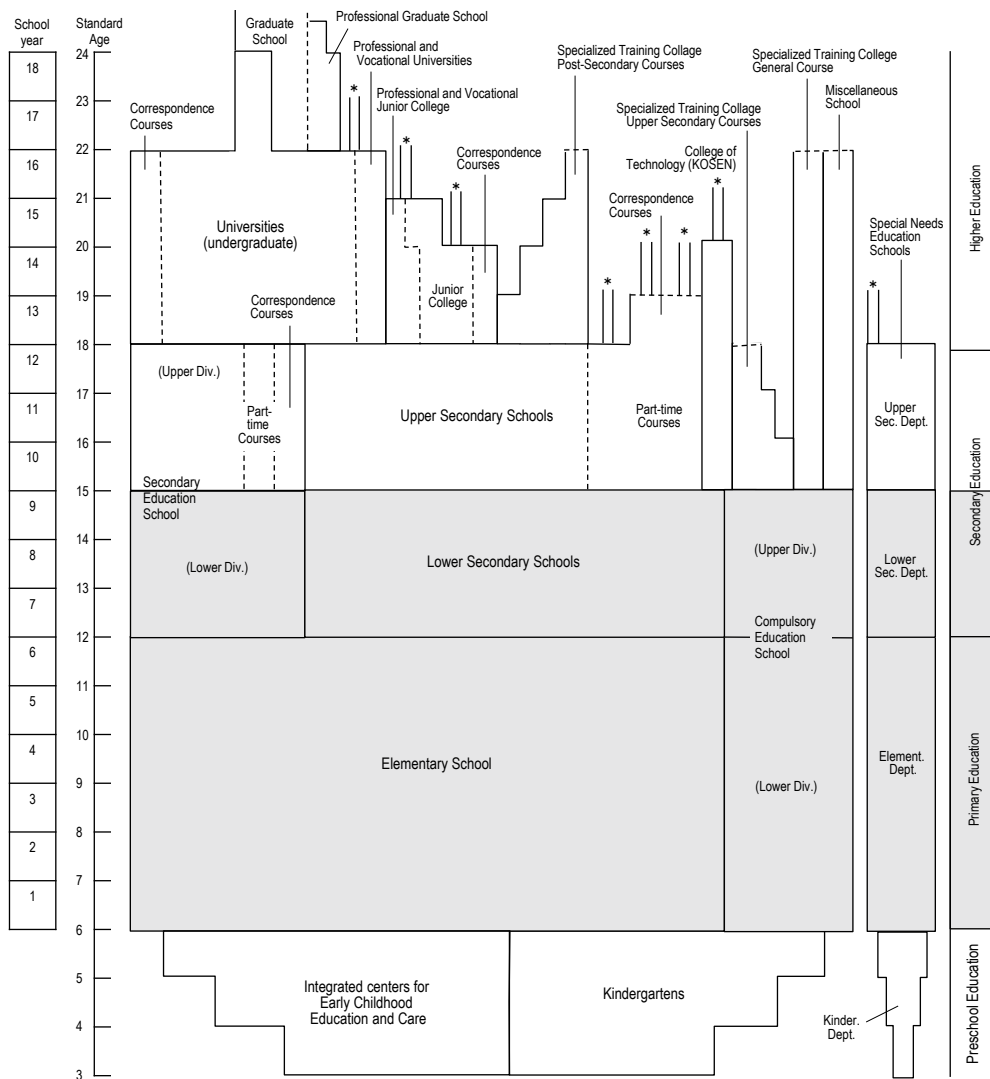 School
year
Standard
Age
18
17
16
15
14
13
12
11
10
9
8
7
6
5
4
3
2
1
24
23
22
21
20
19
18
17
16
15
14
13
12
11
10
9
8
7
6
5
4
3
Graduate
School
Professional Graduate School
Professional and
Vocational Universities
Professional and Vocational
Junior College
Correspondence
Courses
Specialized Training Collage
Post-Secondary Courses
Specialized Training Collage
Upper Secondary Courses
Specialized Training College
General Course
Miscellaneous
School
College of
Technology (KOSEN)
Correspondence
Courses
Correspondence
Courses
Special Needs
Education
Schools
*
*
*
*
*
*
*
*
Universities
(undergraduate)
Junior
College
Correspondence
Courses
(Upper Div.)
Part-
time
Courses
Upper Secondary Schools
Part-time
Courses
Upper
Sec. Dept.
Secondary
Education
School
(Lower Div.)
Lower Secondary Schools
(Upper Div.)
Lower
Sec. Dept.
Compulsory
Education
School
Elementary School
(Lower Div.)
Element.
Dept.
Integrated centers for
Early Childhood
Education and Care
Kindergartens
Kinder.
Dept.
Higher Education
Secondary Education
Primary Education
Preschool Education